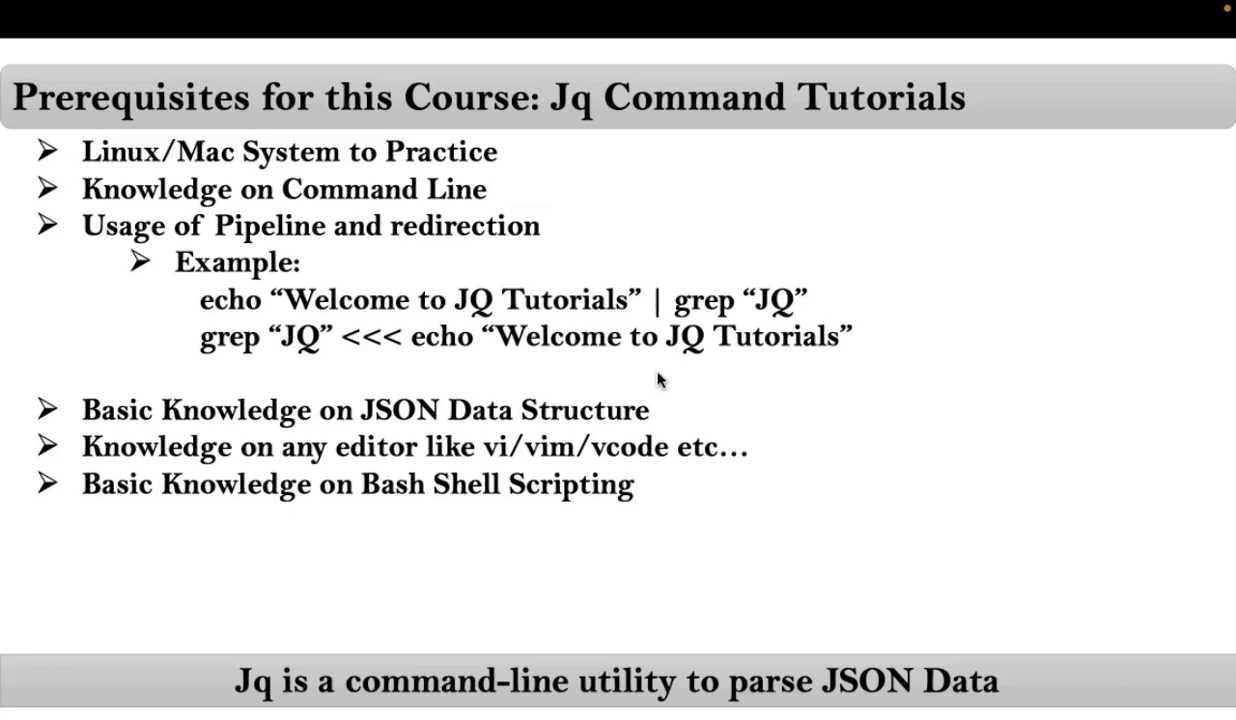 Prerequisites for this Course: Jq Command Tutorials
Linux/Mac System to Practice
Knowledge on Command Line
Usage of Pipeline and redirection
Example:
echo “Welcome to JQ Tutorials” | grep “JQ”
grep “JQ” <<< echo “Welcome to JQ Tutorials”
Basic Knowledge on JSON Data Structure
Knowledge on any editor like vi/vim/vcode etc…
Basic Knowledge on Bash Shell Scripting
Jq is a command-line utility to parse JSON Data